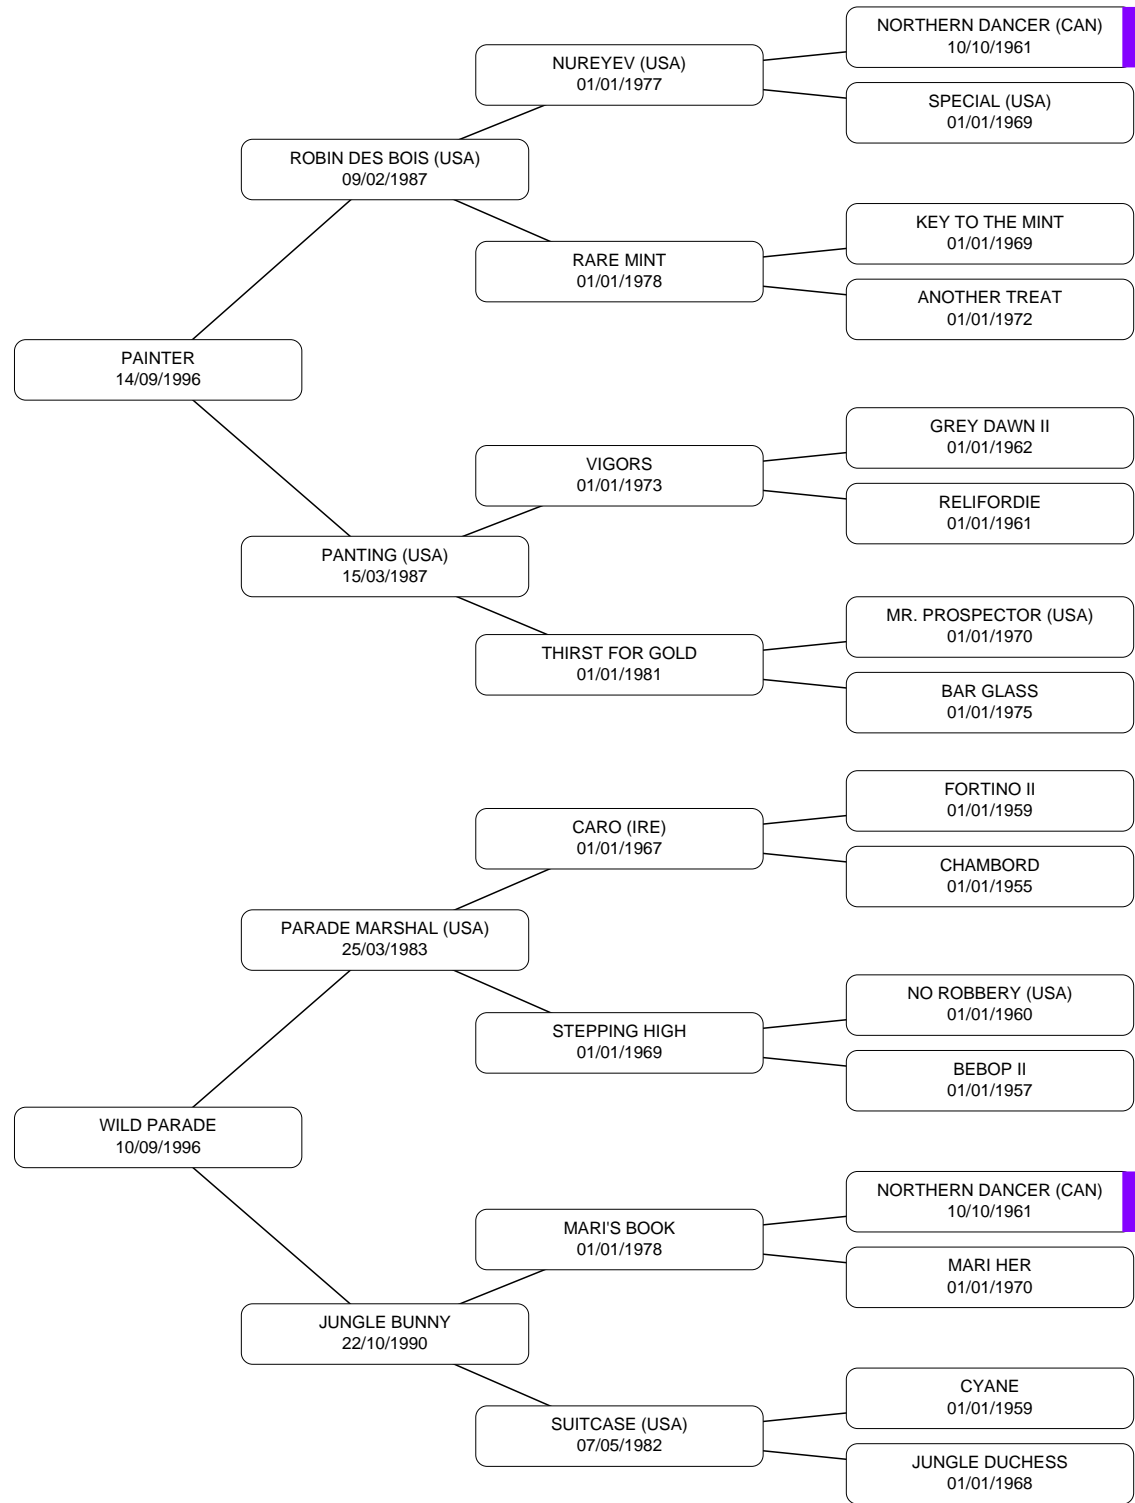 NORTHERN DANCER (CAN)
10/10/1961
NUREYEV (USA)
01/01/1977
SPECIAL (USA)
01/01/1969
ROBIN DES BOIS (USA)
09/02/1987
KEY TO THE MINT
01/01/1969
RARE MINT
01/01/1978
ANOTHER TREAT
01/01/1972
PAINTER
14/09/1996
GREY DAWN II
01/01/1962
VIGORS
01/01/1973
RELIFORDIE
01/01/1961
PANTING (USA)
15/03/1987
MR. PROSPECTOR (USA)
01/01/1970
THIRST FOR GOLD
01/01/1981
BAR GLASS
01/01/1975
FORTINO II
01/01/1959
CARO (IRE)
01/01/1967
CHAMBORD
01/01/1955
PARADE MARSHAL (USA)
25/03/1983
NO ROBBERY (USA)
01/01/1960
STEPPING HIGH
01/01/1969
BEBOP II
01/01/1957
WILD PARADE
10/09/1996
NORTHERN DANCER (CAN)
10/10/1961
MARI'S BOOK
01/01/1978
MARI HER
01/01/1970
JUNGLE BUNNY
22/10/1990
CYANE
01/01/1959
SUITCASE (USA)
07/05/1982
JUNGLE DUCHESS
01/01/1968